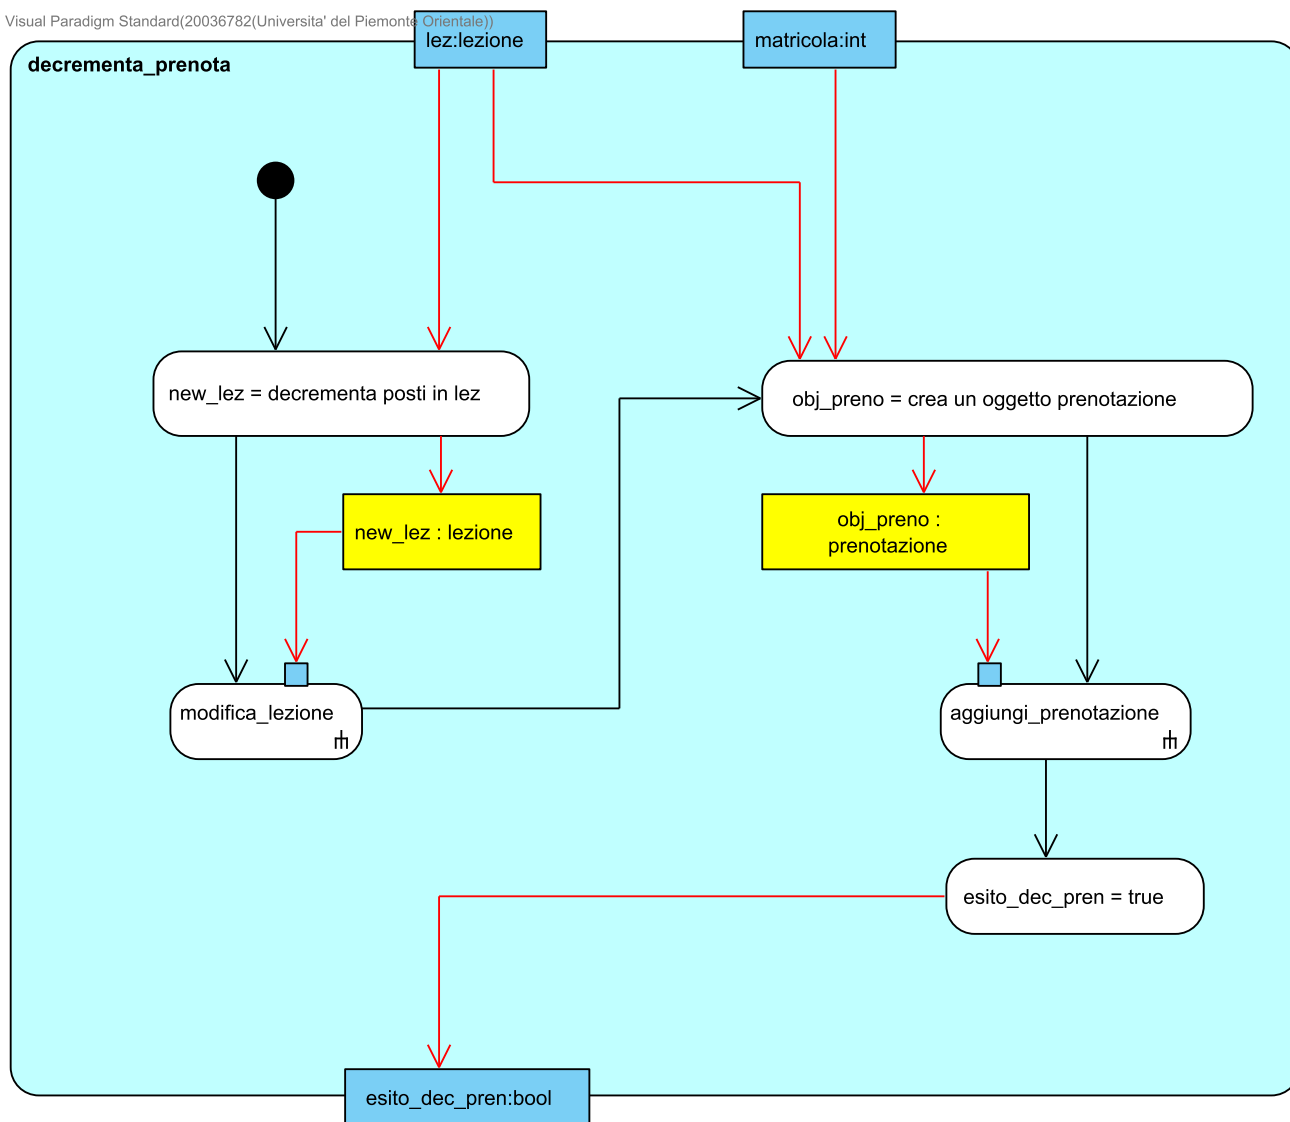 Visual Paradigm Standard(20036782(Universita' del Piemonte Orientale))
lez:lezione
matricola:int
decrementa_prenota
new_lez = decrementa posti in lez
obj_preno = crea un oggetto prenotazione
new_lez : lezione
obj_preno :
prenotazione
modifica_lezione
aggiungi_prenotazione
esito_dec_pren = true
esito_dec_pren:bool